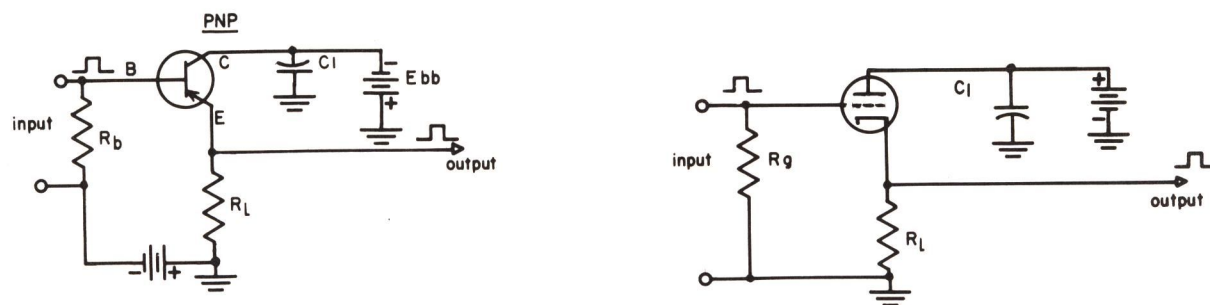 PNP
B
C
C1
-
Ebb
+
input
Rb
E
output
RL
- +
C1
+
-
input
Rg
output
RL